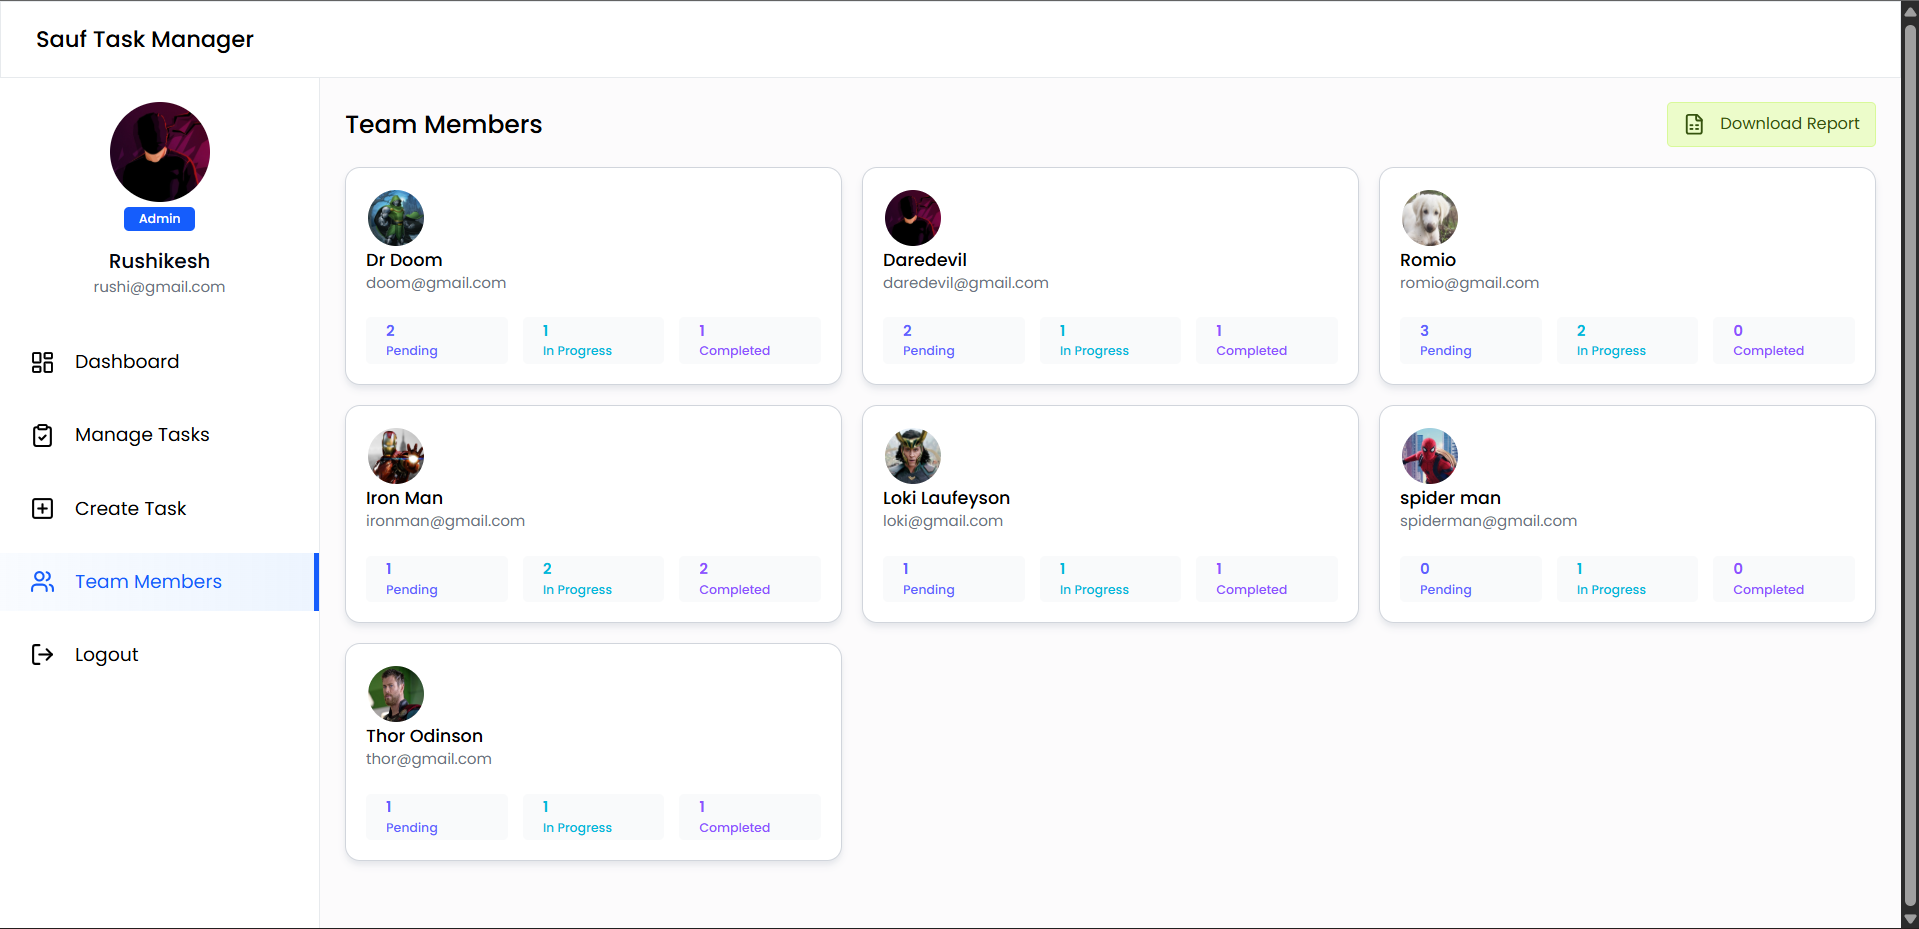 Sauf Task Manager
Admin
Rushikesh
rushi@gmail.com
Dashboard
Manage Tasks
Create Task
Team Members
Logout
Team Members
Download Report
Dr Doom
doom@gmail.com
2 1 1
Pending In Progress Completed
Daredevil
daredevil@gmail.com
2 1 1
Pending In Progress Completed
Romio
romio@gmail.com
3 2 0
Pending In Progress Completed
Iron Man
ironman@gmail.com
1 2 2
Pending In Progress Completed
Loki Laufeyson
loki@gmail.com
1 1 1
Pending In Progress Completed
spider man
spiderman@gmail.com
0 1 0
Pending In Progress Completed
Thor Odinson
thor@gmail.com
1 1 1
Pending In Progress Completed